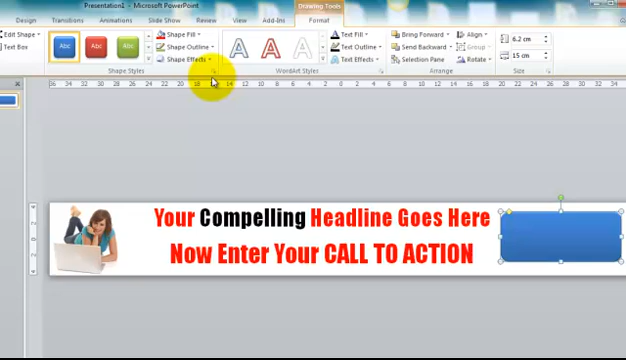 Presentation1 - Microsoft PowerPoint
Drawing Tools
Design Transitions Animations Slide Show Review View Add-Ins Format
Edit Shape
Text Box
Abc Abc Abc
Shape Fill
Shape Outline
Shape Effects
Shape Styles
A A A
Text Fill
Text Outline
Text Effects
WordArt Styles
Bring Forward
Send Backward
Selection Pane
Align
Group
Rotate
Arrange
6.2 cm
15 cm
Size
Your Compelling Headline Goes Here
Now Enter Your CALL TO ACTION